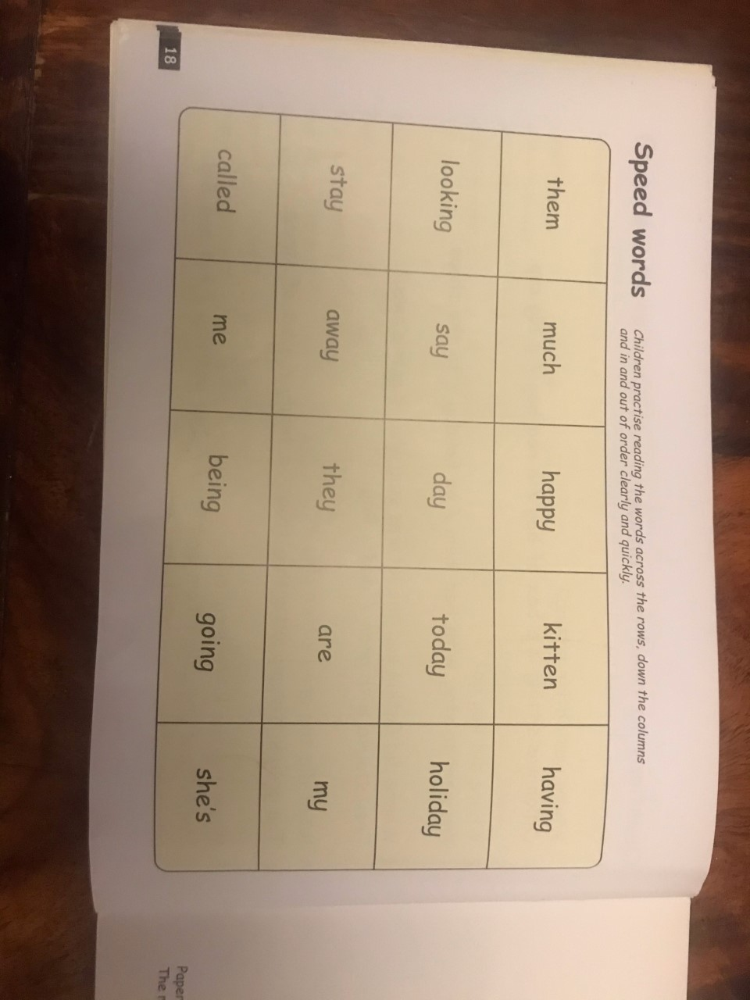 Speed words
Children practise reading the words across the rows, down the columns
and in and out of order clearly and quickly.
them much happy kitten having
looking say day today holiday
stay away they are my
called me being going she's
18
Paper
The